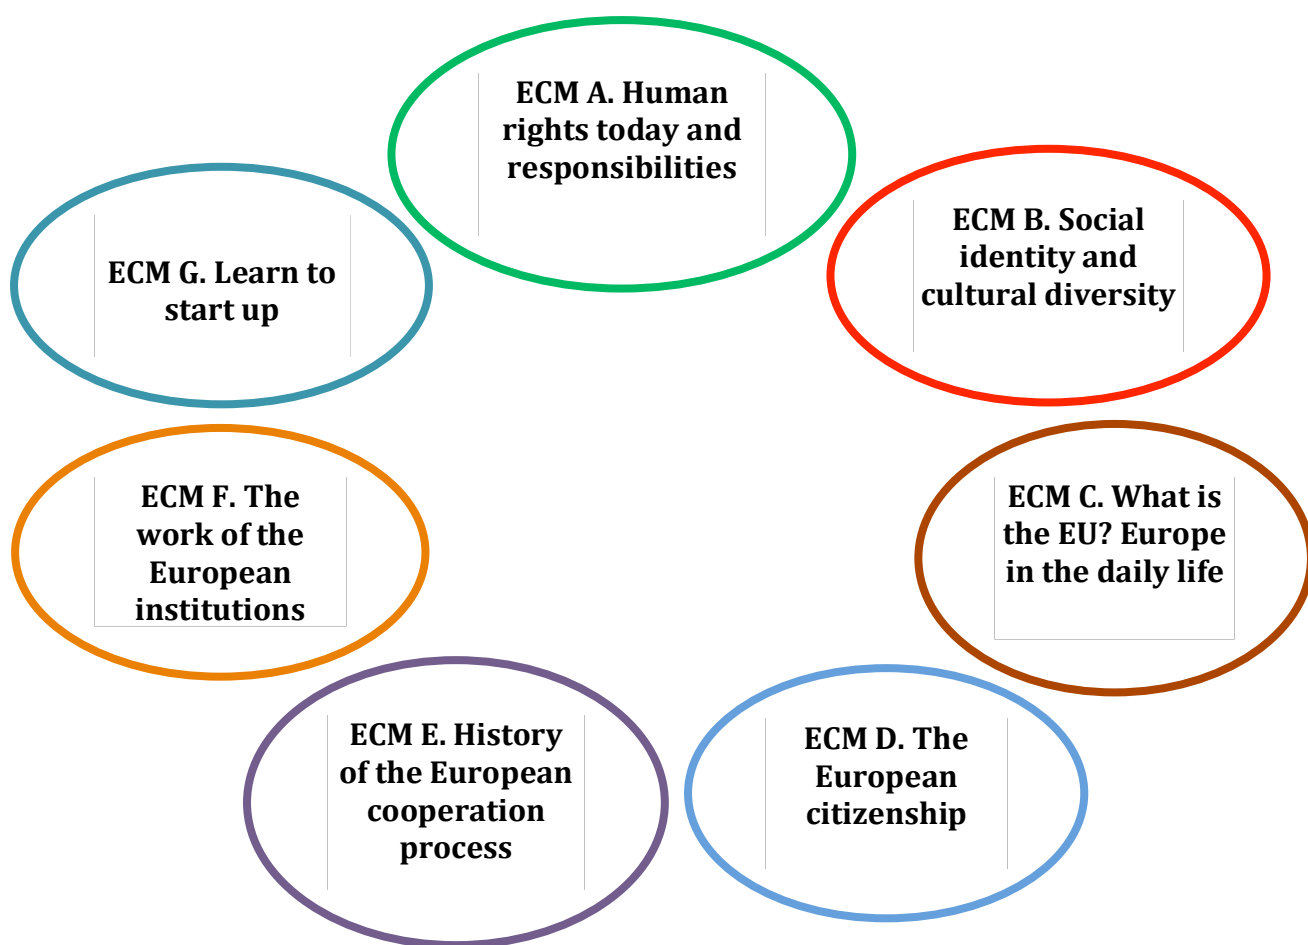 ECM A. Human
rights today and
responsibilities
ECM B. Social
identity and
cultural diversity
ECM C. What is
the EU? Europe
in the daily life
ECM D. The
European
citizenship
ECM E. History
of the European
cooperation
process
ECM F. The
work of the
European
institutions
ECM G. Learn to
start up